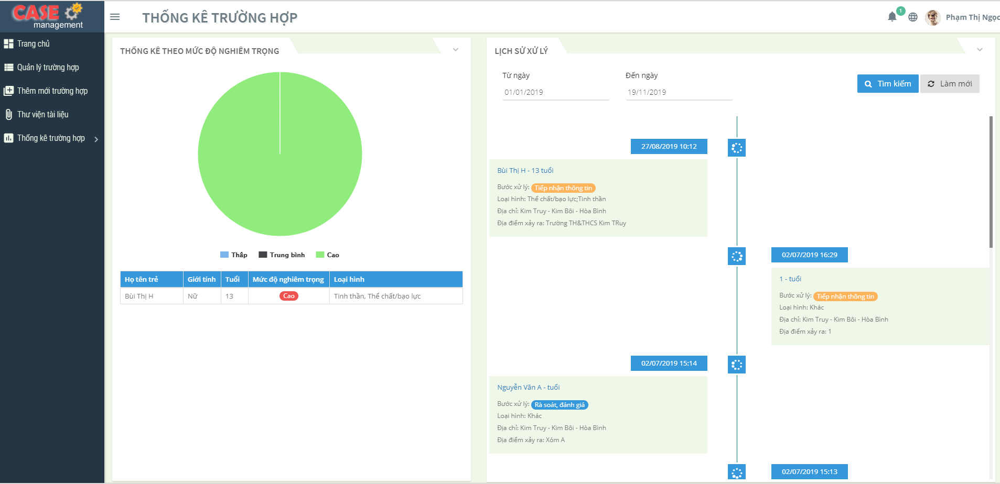 CASE
management
THỐNG KÊ TRƯỜNG HỢP
1
Phạm Thị Ngọc
Trang chủ
Quản lý trường hợp
Thêm mới trường hợp
Thư viện tài liệu
Thống kê trường hợp
THỐNG KÊ THEO MỨC ĐỘ NGHIÊM TRỌNG
Thấp Trung bình Cao
Họ tên trẻ Giới tính Tuổi Mức độ nghiêm trọng Loại hình
Bùi Thị H Nữ 13 Cao Tinh thần, Thể chất/bạo lực
LỊCH SỬ XỬ LÝ
Từ ngày Đến ngày
01/01/2019 19/11/2019
Tìm kiếm Làm mới
27/08/2019 10:12
Bùi Thị H - 13 tuổi
Bước xử lý: Tiếp nhận thông tin
Loại hình: Thể chất/bạo lực;Tinh thần
Địa chỉ: Kim Truy - Kim Bôi - Hòa Bình
Địa điểm xảy ra: Trường TH&THCS Kim TRuy
02/07/2019 16:29
1 - tuổi
Bước xử lý: Tiếp nhận thông tin
Loại hình: Khác
Địa chỉ: Kim Truy - Kim Bôi - Hòa Bình
Địa điểm xảy ra: 1
02/07/2019 15:14
Nguyễn Văn A - tuổi
Bước xử lý: Rà soát, đánh giá
Loại hình: Khác
Địa chỉ: Kim Truy - Kim Bôi - Hòa Bình
Địa điểm xảy ra: Xóm A
02/07/2019 15:13